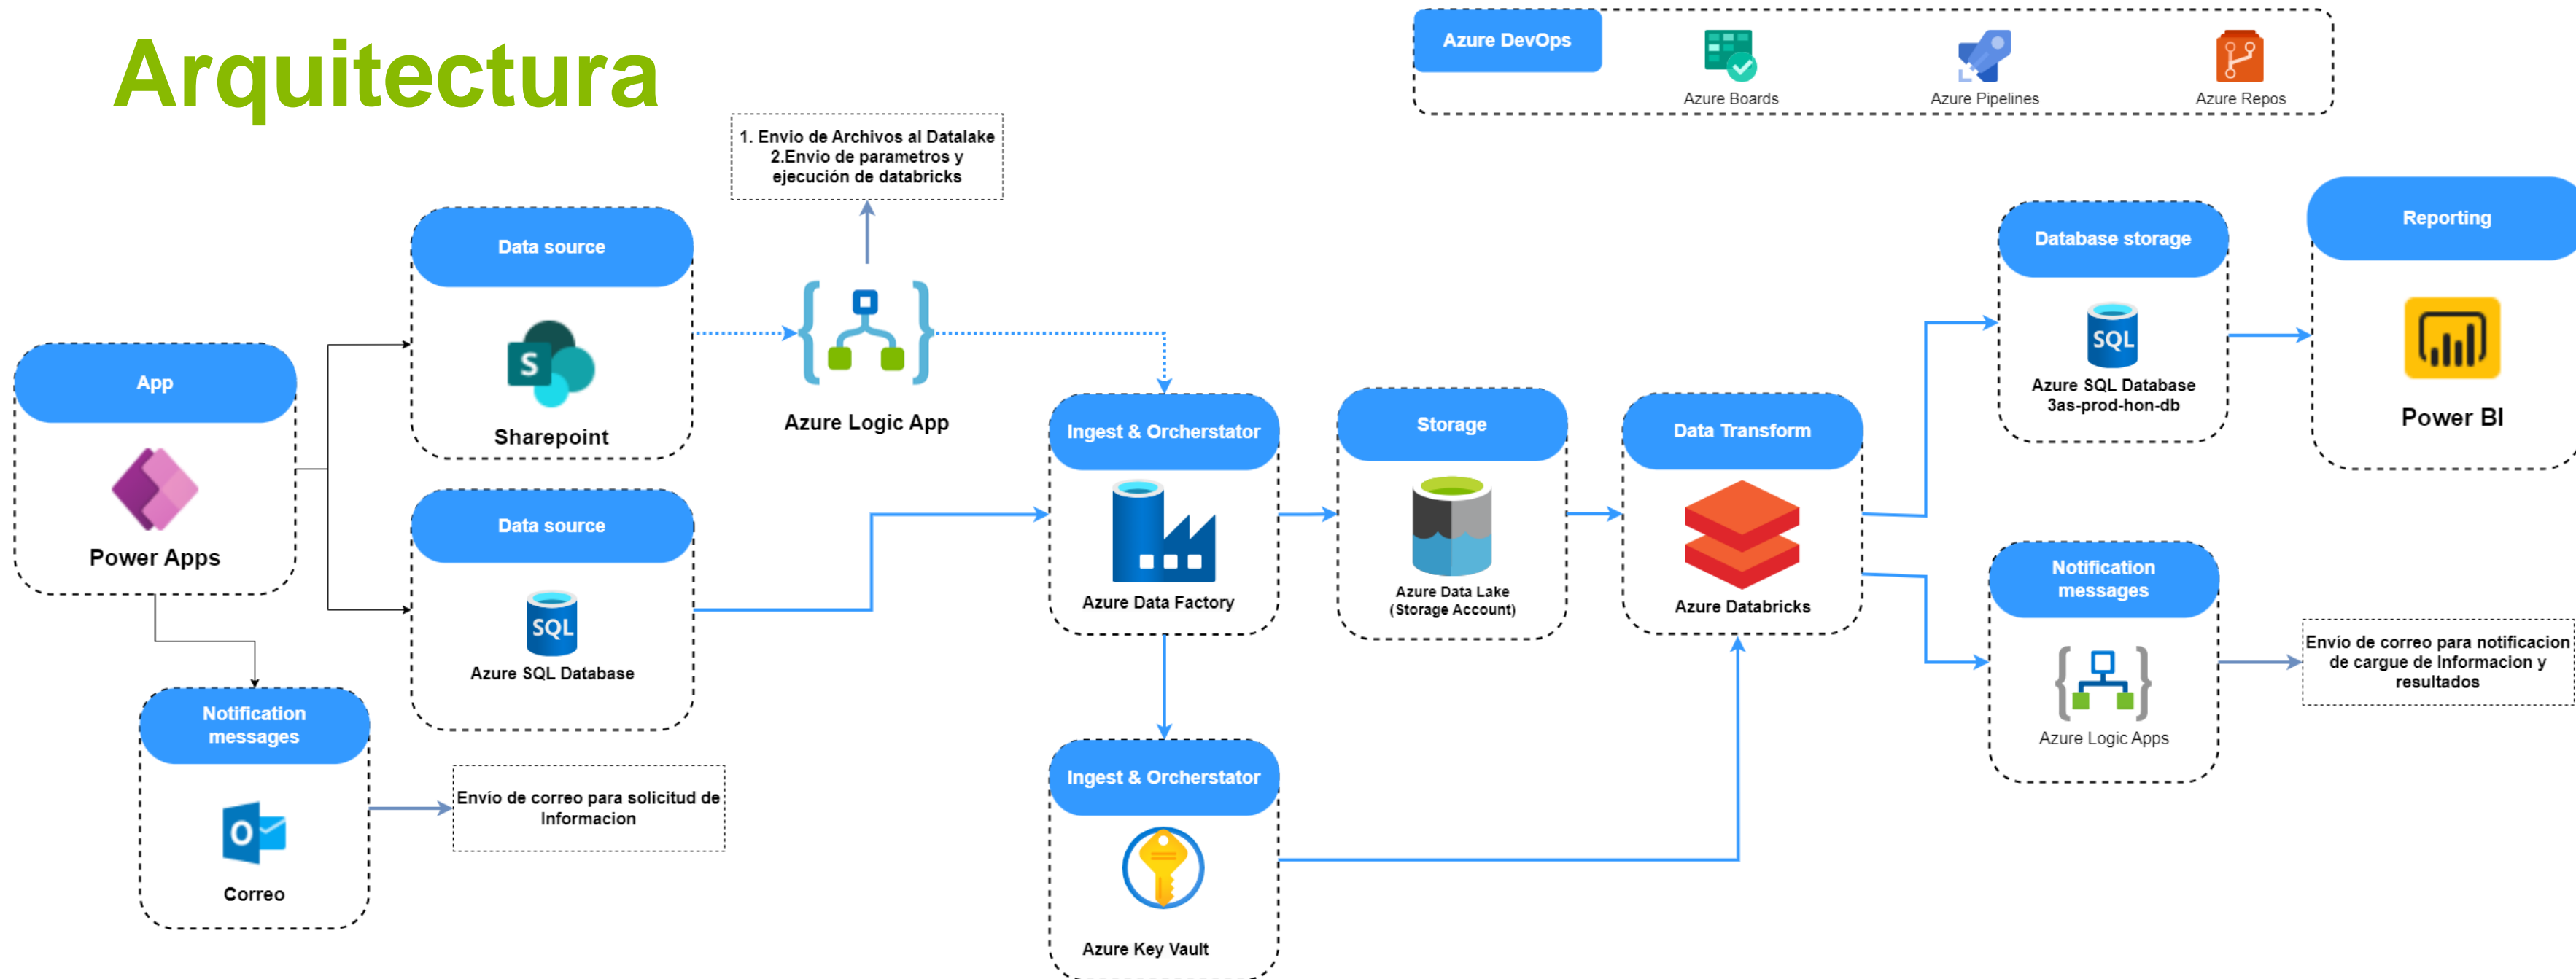 Arquitectura
Azure DevOps
Azure Boards
Azure Pipelines
Azure Repos
1. Envio de Archivos al Datalake
2.Envio de parametros y
ejecución de databricks
Data source
Sharepoint
Azure Logic App
App
Power Apps
Data source
Azure SQL Database
Notification
messages
Correo
Envío de correo para solicitud de
Informacion
Ingest & Orcherstator
Azure Data Factory
Storage
Azure Data Lake
(Storage Account)
Data Transform
Azure Databricks
Ingest & Orcherstator
Azure Key Vault
Database storage
SQL
Azure SQL Database
3as-prod-hon-db
Reporting
Power BI
Notification
messages
Azure Logic Apps
Envío de correo para notificacion
de cargue de Informacion y
resultados
S
SQL
O